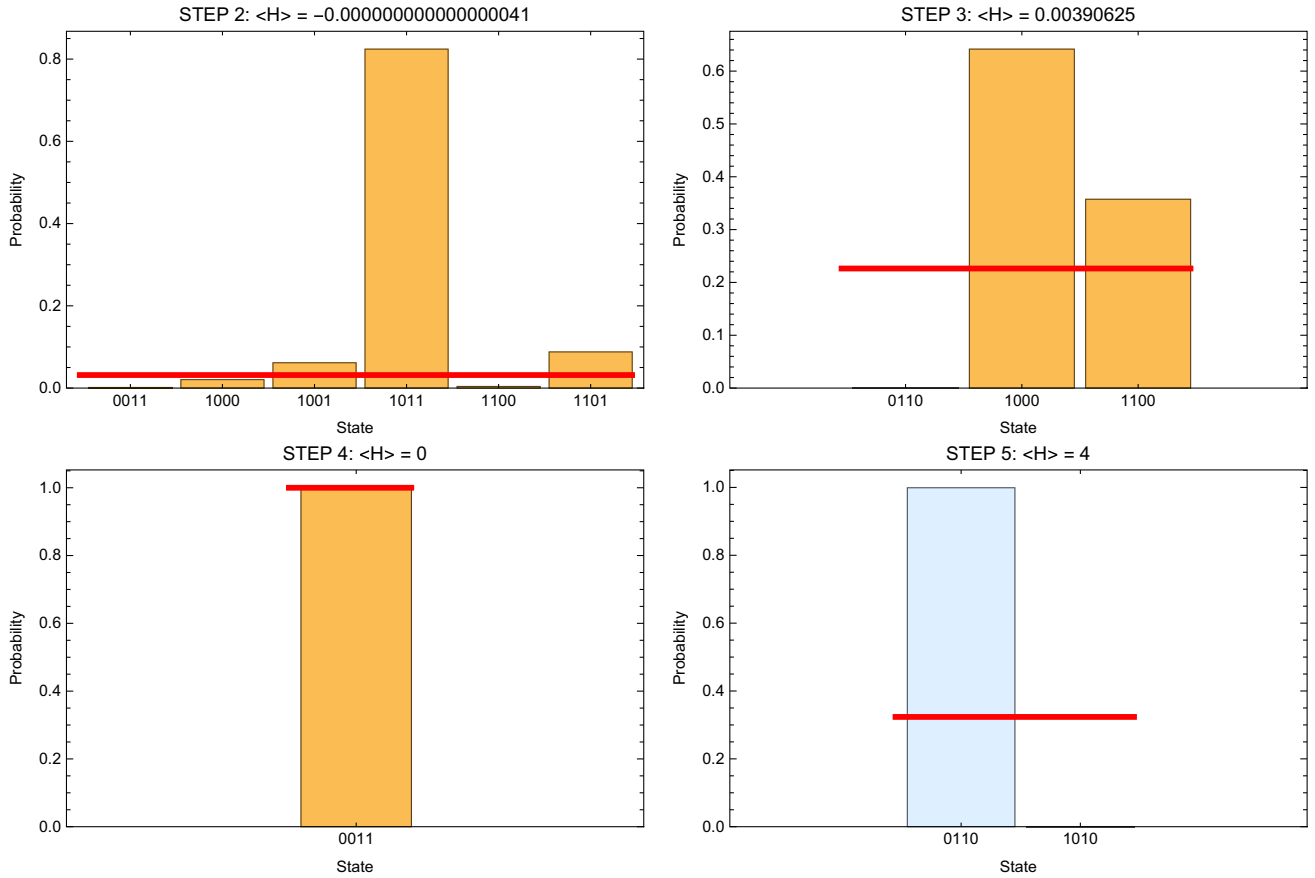 STEP 2: <H> = −0.000000000000000041
Probability
0.8
0.6
0.4
0.2
0.0
0011 1000 1001 1011 1100 1101
State
STEP 3: <H> = 0.00390625
Probability
0.6
0.5
0.4
0.3
0.2
0.1
0.0
0110 1000 1100
State
STEP 4: <H> = 0
Probability
1.0
0.8
0.6
0.4
0.2
0.0
0011
State
STEP 5: <H> = 4
Probability
1.0
0.8
0.6
0.4
0.2
0.0
0110 1010
State